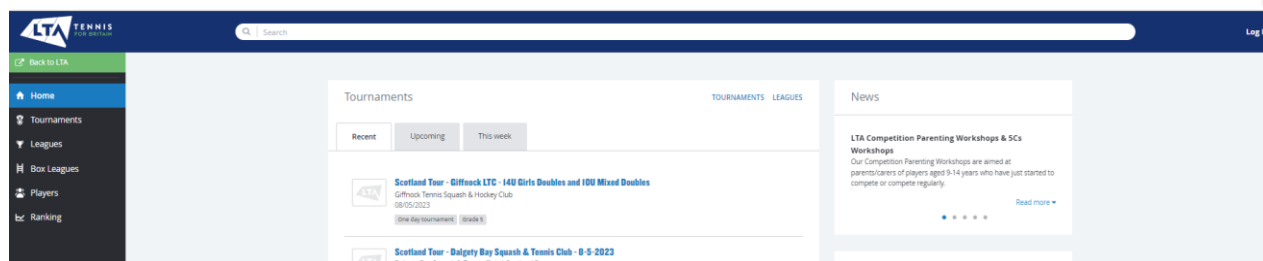 LTA TENNIS
FOR BRITAIN
Search
Log
Back to LTA
Home
Tournaments
Leagues
Box Leagues
Players
Ranking
Tournaments
TOURNAMENTS LEAGUES
Recent Upcoming This week
LTA
Scotland Tour - Giffnock LTC - 14U Girls Doubles and 10U Mixed Doubles
Giffnock Tennis Squash & Hockey Club
08/05/2023
One day tournament Grade 5
Scotland Tour - Dalgety Bay Squash & Tennis Club - 8-5-2023
News
LTA Competition Parenting Workshops & 5Cs
Workshops
Our Competition Parenting Workshops are aimed at
parents/carers of players aged 9-14 years who have just started to
compete or compete regularly.
Read more